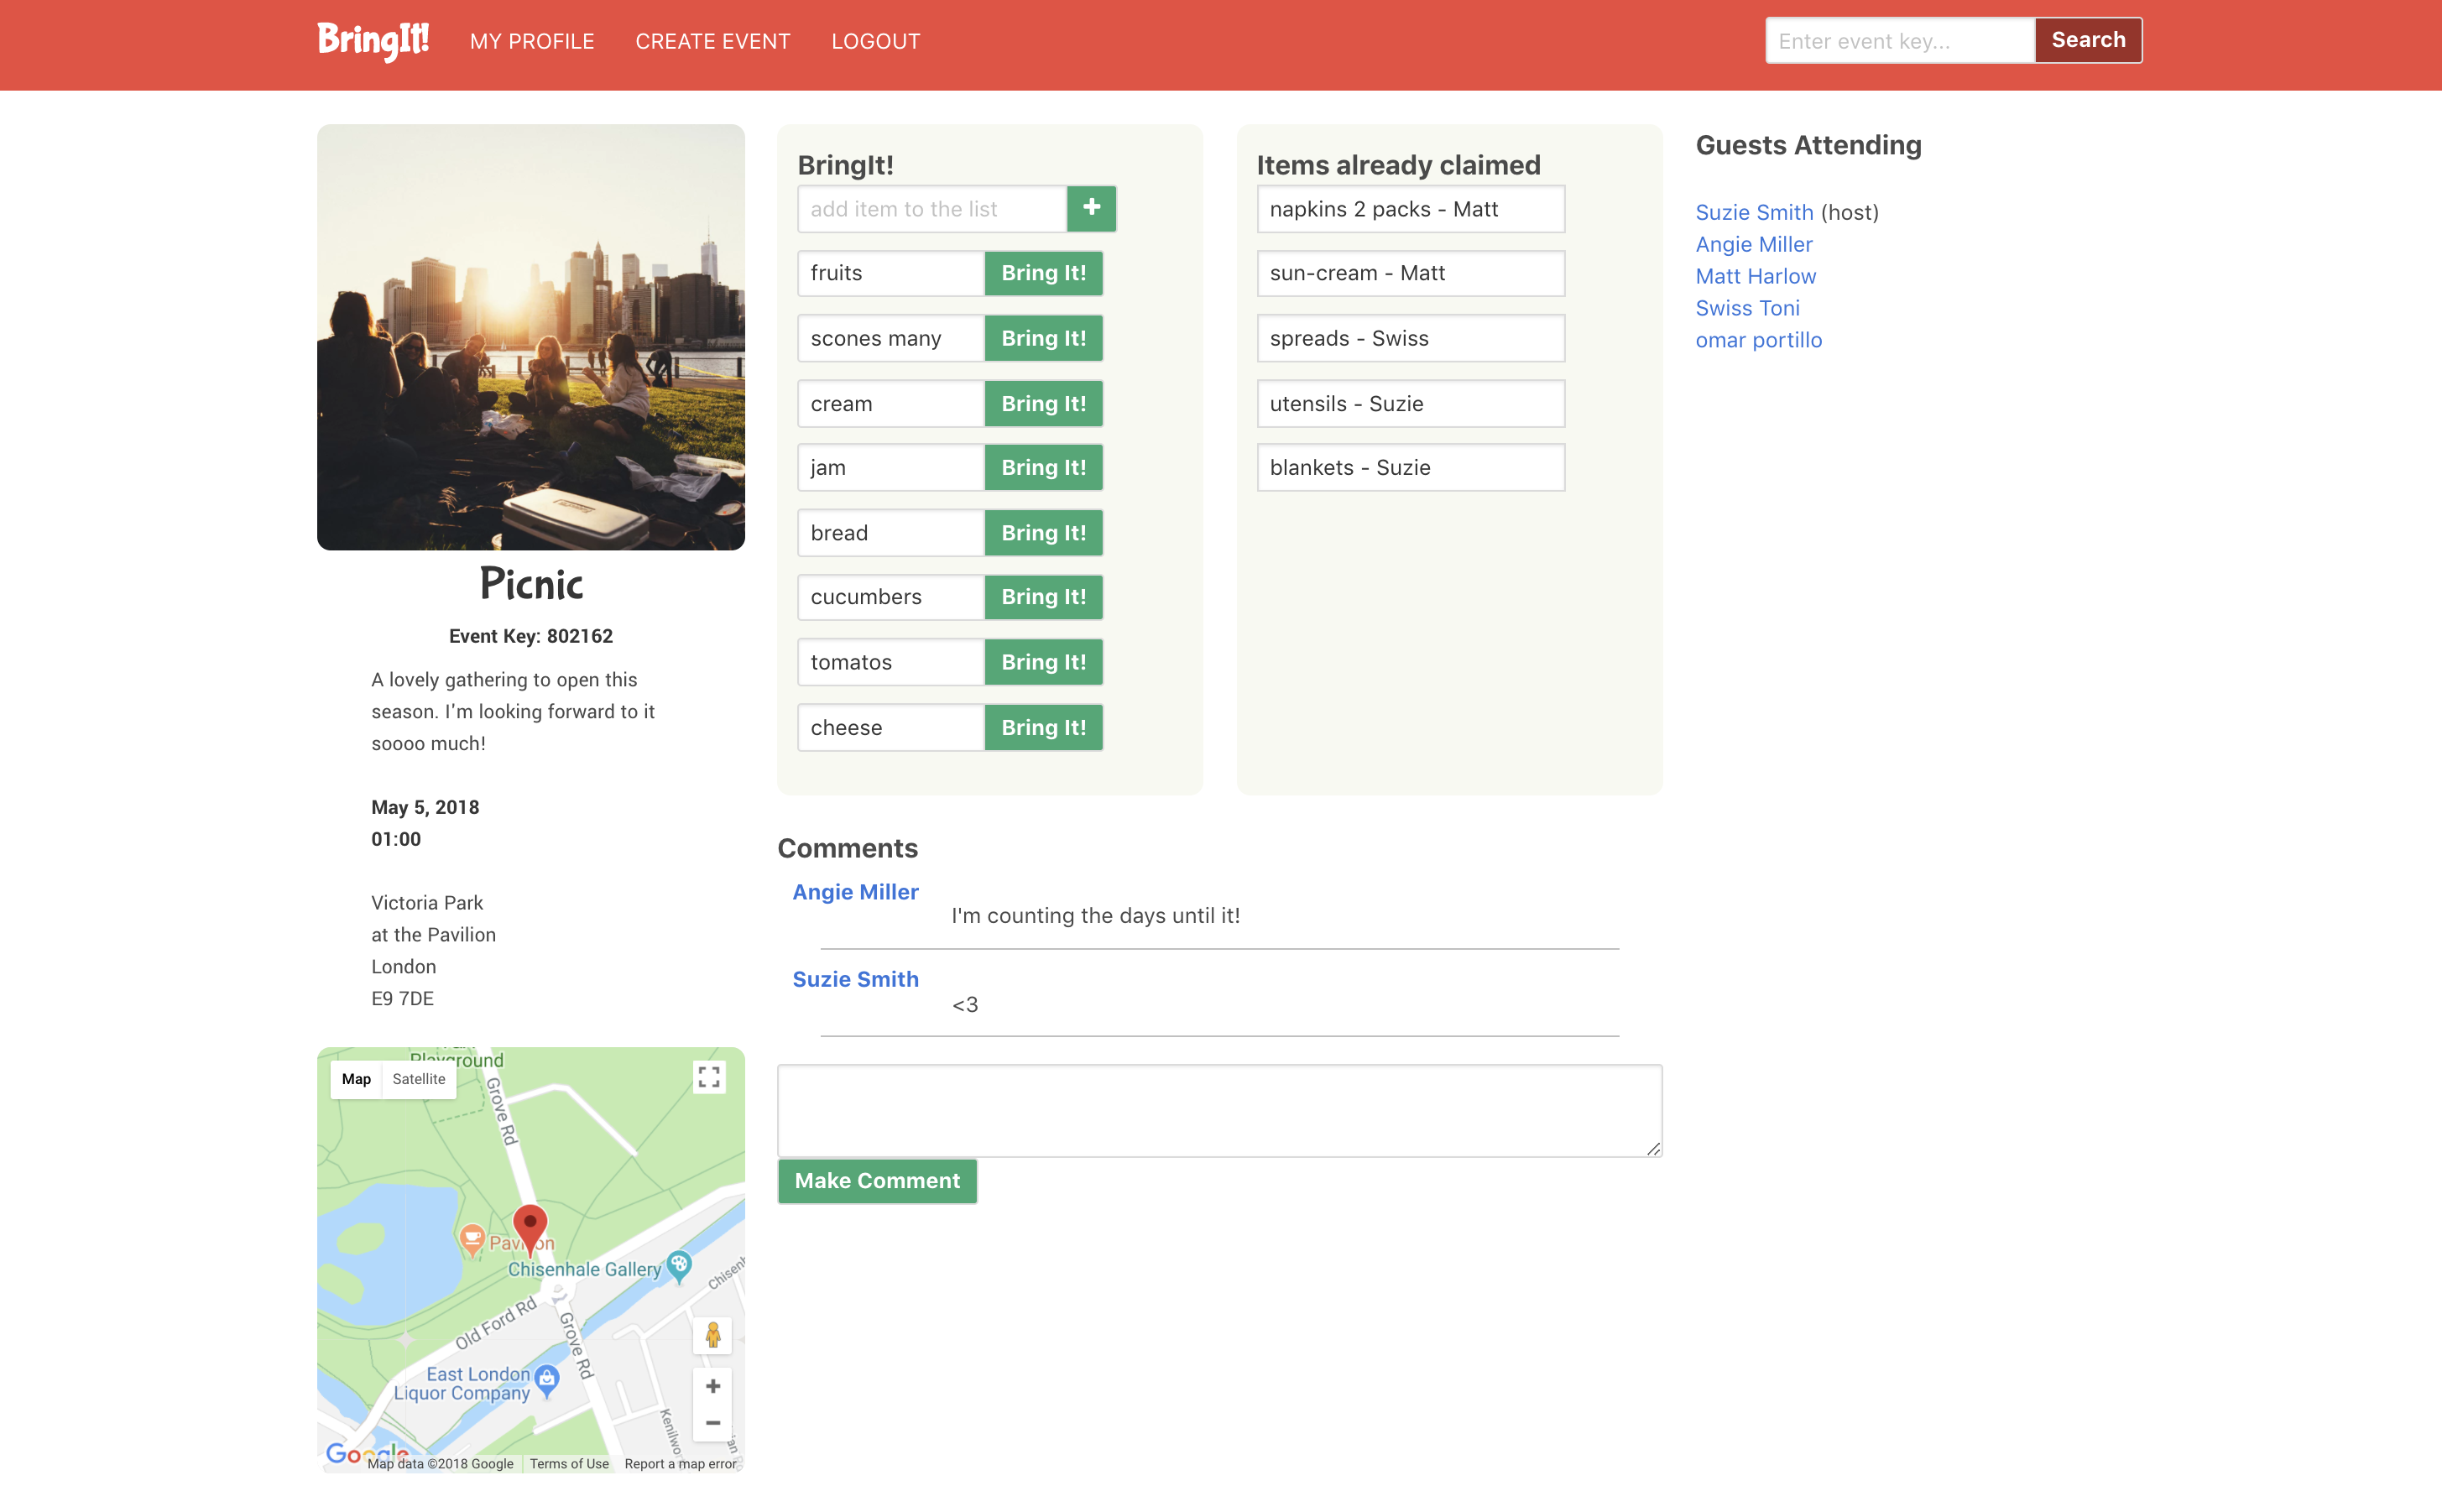 BringIt!
MY PROFILE
CREATE EVENT
LOGOUT
Enter event key...
Search
Picnic
Event Key: 802162
A lovely gathering to open this
season. I'm looking forward to it
soooo much!
May 5, 2018
01:00
Victoria Park
at the Pavilion
London
E9 7DE
Playground
Map
Satellite
Grove Rd
Chisenhale Gallery
Old Ford Rd
Grove Rd
East London
Liquor Company
Google
Map data ©2018 Google
Terms of Use
Report a map error
BringIt!
add item to the list
+
fruits
Bring It!
scones many
Bring It!
cream
Bring It!
jam
Bring It!
bread
Bring It!
cucumbers
Bring It!
tomatos
Bring It!
cheese
Bring It!
Items already claimed
napkins 2 packs - Matt
sun-cream - Matt
spreads - Swiss
utensils - Suzie
blankets - Suzie
Guests Attending
Suzie Smith (host)
Angie Miller
Matt Harlow
Swiss Toni
omar portillo
Comments
Angie Miller
I'm counting the days until it!
Suzie Smith
<3
Make Comment